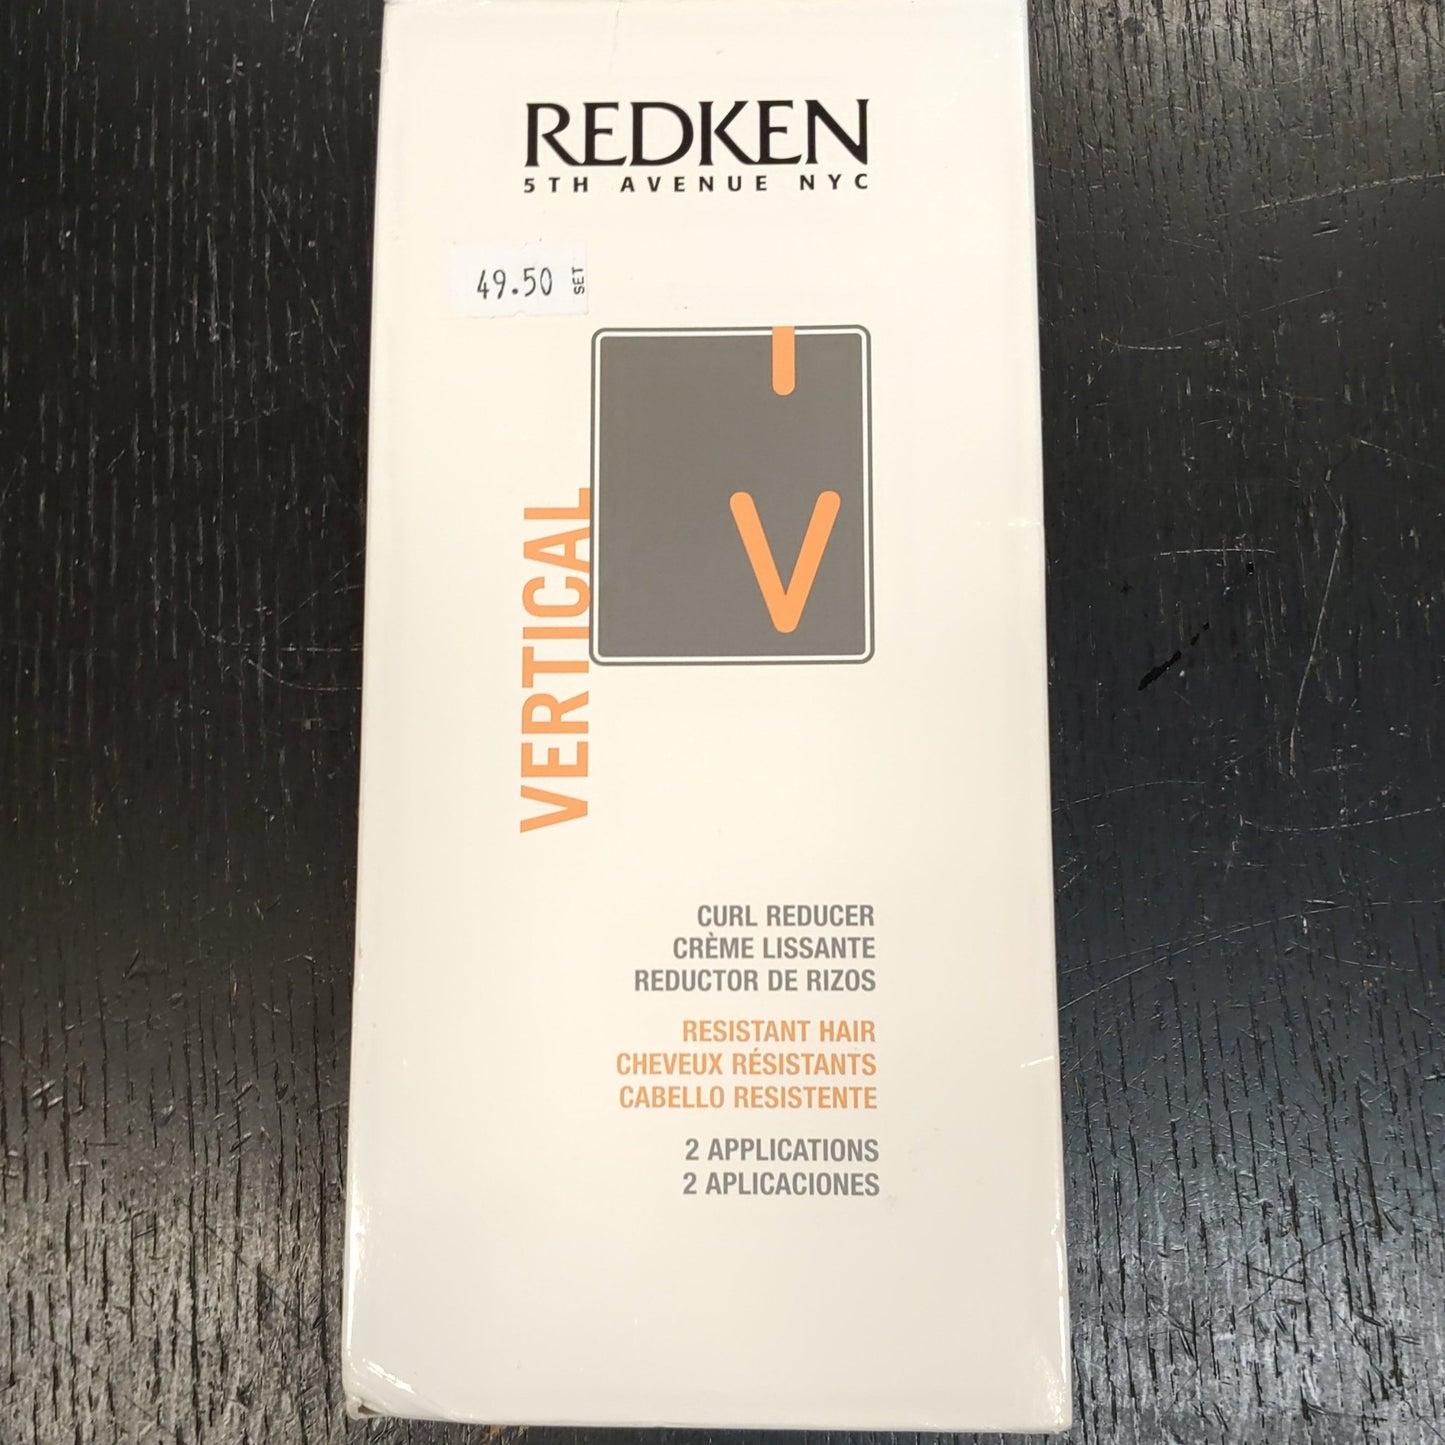 REDKEN
5TH AVENUE NYC
49.50 SET
VERTICAL
V
CURL REDUCER
CRÈME LISSANTE
REDUCTOR DE RIZOS
RESISTANT HAIR
CHEVEUX RÉSISTANTS
CABELLO RESISTENTE
2 APPLICATIONS
2 APLICACIONES